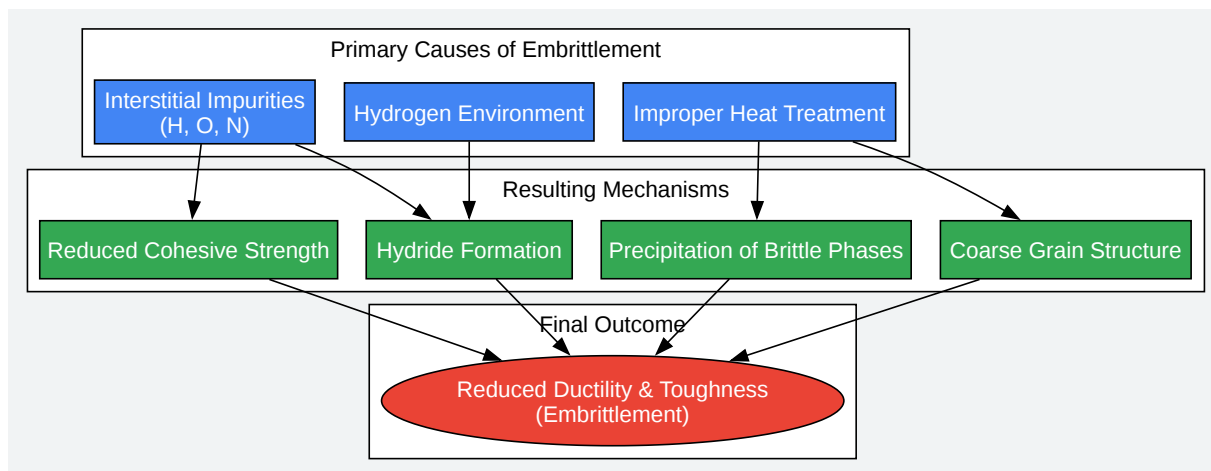 Primary Causes of Embrittlement
Interstitial Impurities
(H, O, N)
Hydrogen Environment
Improper Heat Treatment
Resulting Mechanisms
Reduced Cohesive Strength
Hydride Formation
Precipitation of Brittle Phases
Coarse Grain Structure
Final Outcome
Reduced Ductility & Toughness
(Embrittlement)